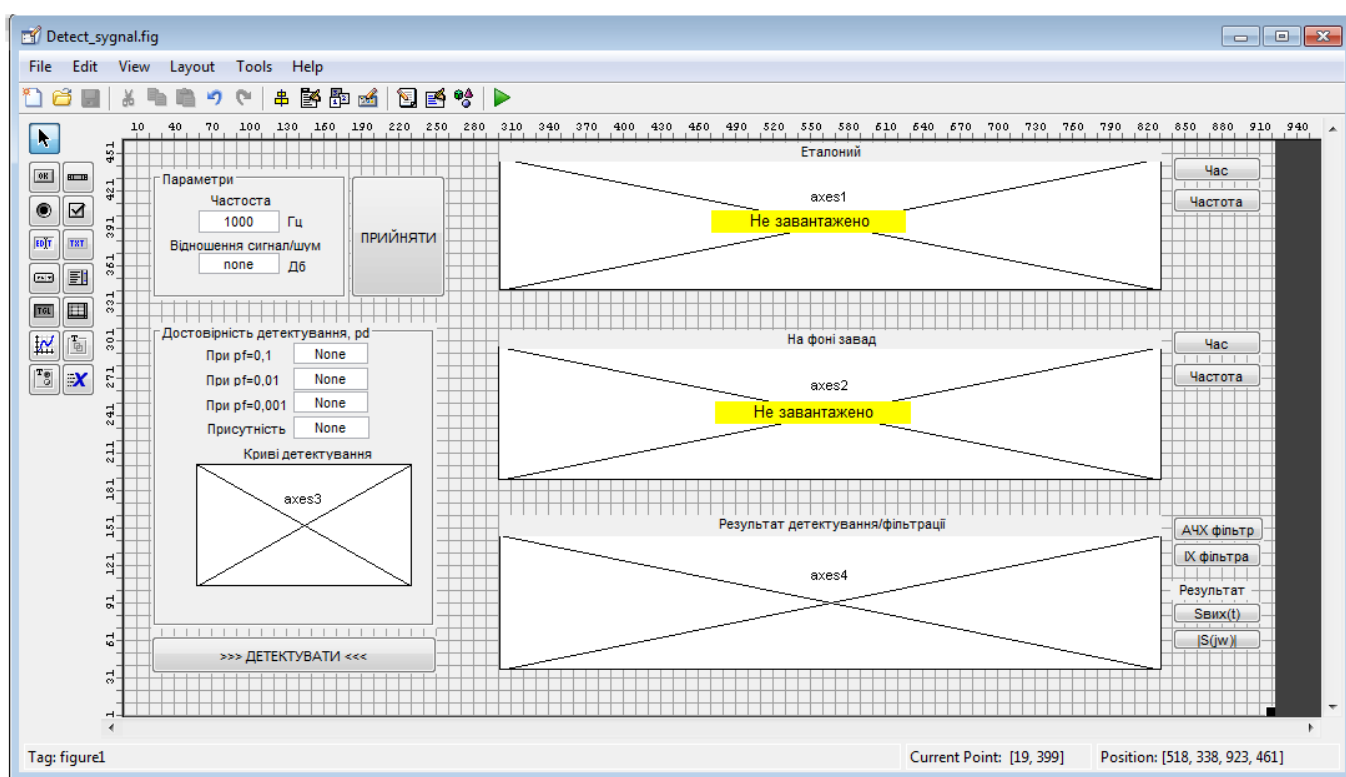 Detect_sygnal.fig
File Edit View Layout Tools Help
10 40 70 100 130 160 190 220 250 280 310 340 370 400 430 460 490 520 550 580 610 640 670 700 730 760 790 820 850 880 910 940
451
421
391
361
331
301
271
241
211
181
151
121
91
61
31
1
OK
EDIT TXT
TGL
Параметри
Частоста
1000 Гц
Відношення сигнал/шум
none Дб
ПРИЙНЯТИ
Достовірність детектування, pd
При pf=0,1 None
При pf=0,01 None
При pf=0,001 None
Присутність None
Криві детектування
axes3
>>> ДЕТЕКТУВАТИ <<<
Еталоний
axes1
Не завантажено
Час
Частота
На фоні завад
axes2
Не завантажено
Час
Частота
Результат детектування/фільтрації
axes4
АЧХ фільтр
ІХ фільтра
Результат
Sвих(t)
|S(jw)|
Tag: figure1
Current Point: [19, 399] Position: [518, 338, 923, 461]